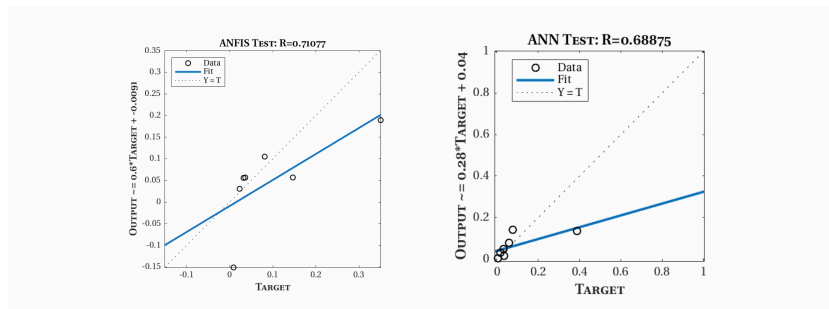 ANFIS TEST: R=0.71077
OUTPUT ~= 0.6*TARGET + -0.0091
0.35
0.3
0.25
0.2
0.15
0.1
0.05
0
-0.05
-0.1
-0.15
Data
Fit
Y = T
-0.1 0 0.1 0.2 0.3
TARGET
ANN TEST: R=0.68875
OUTPUT ~= 0.28*TARGET + 0.04
1
0.8
0.6
0.4
0.2
0
Data
Fit
Y = T
0 0.2 0.4 0.6 0.8 1
TARGET